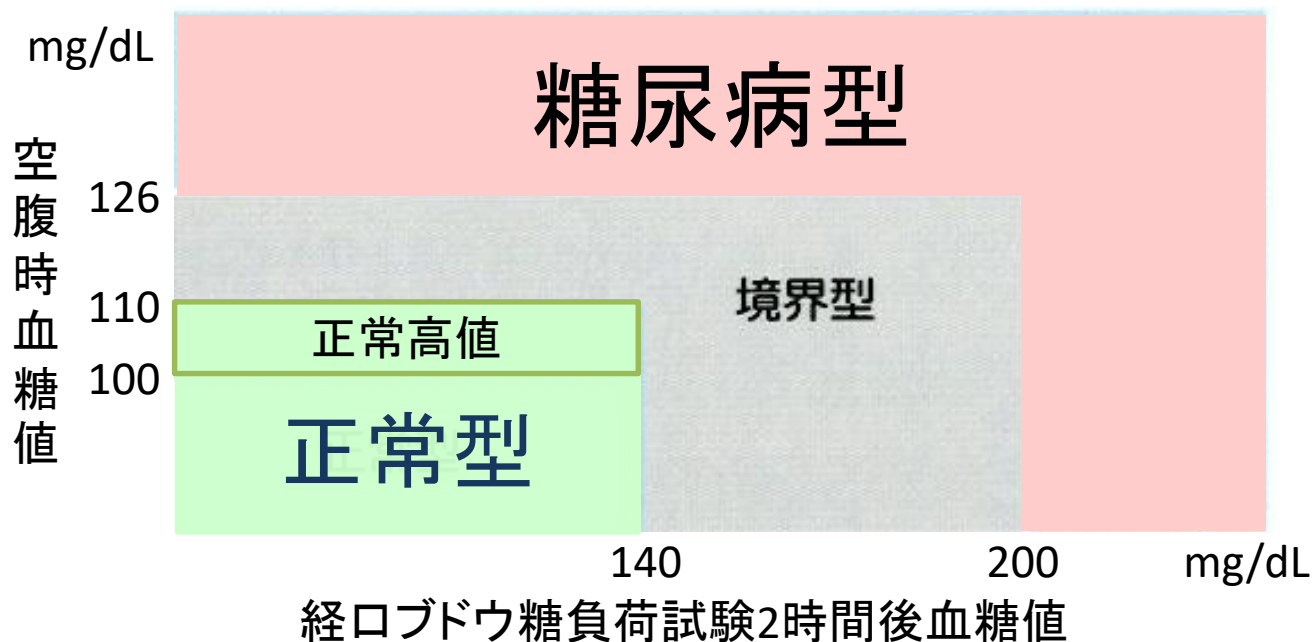 mg/dL
糖尿病型
空腹時血糖値
126
境界型
110
正常高値
100
正常型
140
200
mg/dL
経口ブドウ糖負荷試験2時間後血糖値